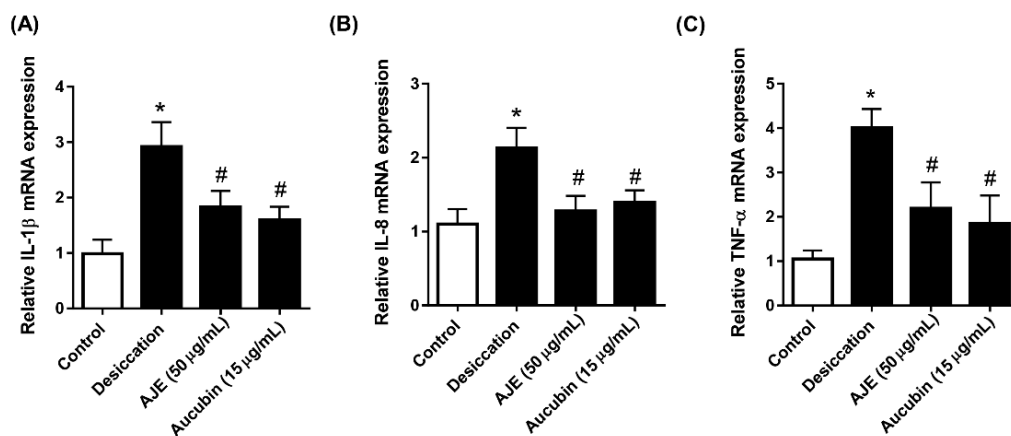 (A)
Relative IL-1β mRNA expression
4
3
2
1
0
*
#
#
Control
Desiccation
AJE (50 μg/mL)
Aucubin (15 μg/mL)
(B)
Relative IL-8 mRNA expression
3
2
1
0
*
#
#
Control
Desiccation
AJE (50 μg/mL)
Aucubin (15 μg/mL)
(C)
Relative TNF-α mRNA expression
5
4
3
2
1
0
*
#
#
Control
Desiccation
AJE (50 μg/mL)
Aucubin (15 μg/mL)